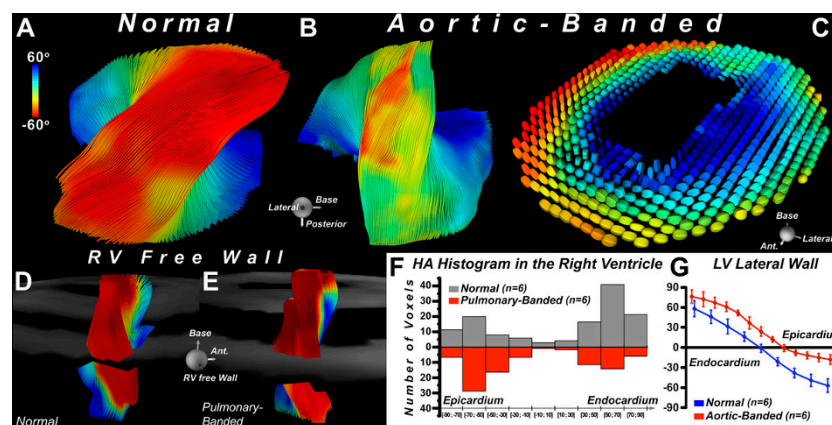 Normal
Aortic-Banded
A
B
C
60°
-60°
Lateral
Base
Posterior
Base
Lateral
Ant.
RV Free Wall
D
E
Base
Ant.
RV free Wall
Normal
Pulmonary-
Banded
F HA Histogram in the Right Ventricle
Normal (n=6)
Pulmonary-Banded (n=6)
Number of Voxels
40
30
20
10
0
10
20
30
40
Epicardium
Endocardium
G LV Lateral Wall
90
60
30
0
-30
-60
-90
Epicardium
Endocardium
Normal (n=6)
Aortic-Banded (n=6)